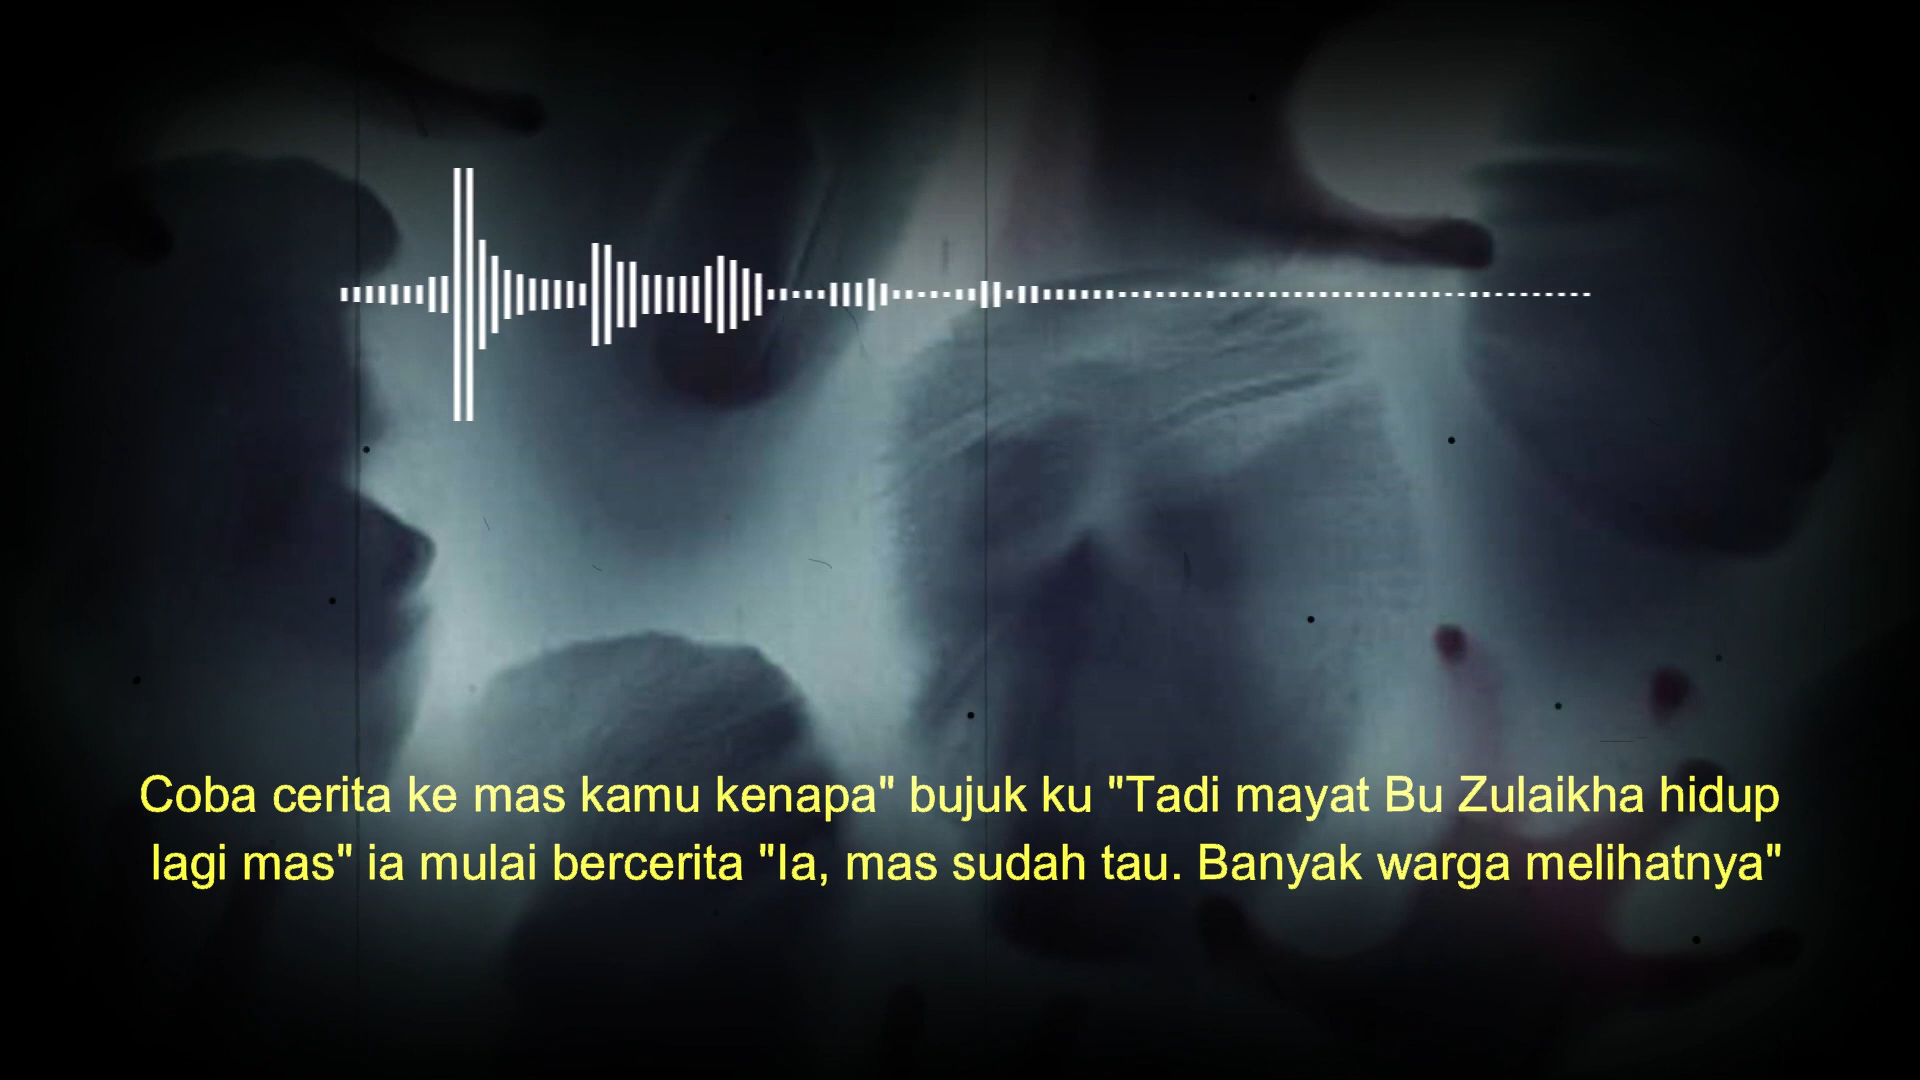 Coba cerita ke mas kamu kenapa" bujuk ku "Tadi mayat Bu Zulaikha hidup
lagi mas" ia mulai bercerita "Ia, mas sudah tau. Banyak warga melihatnya"